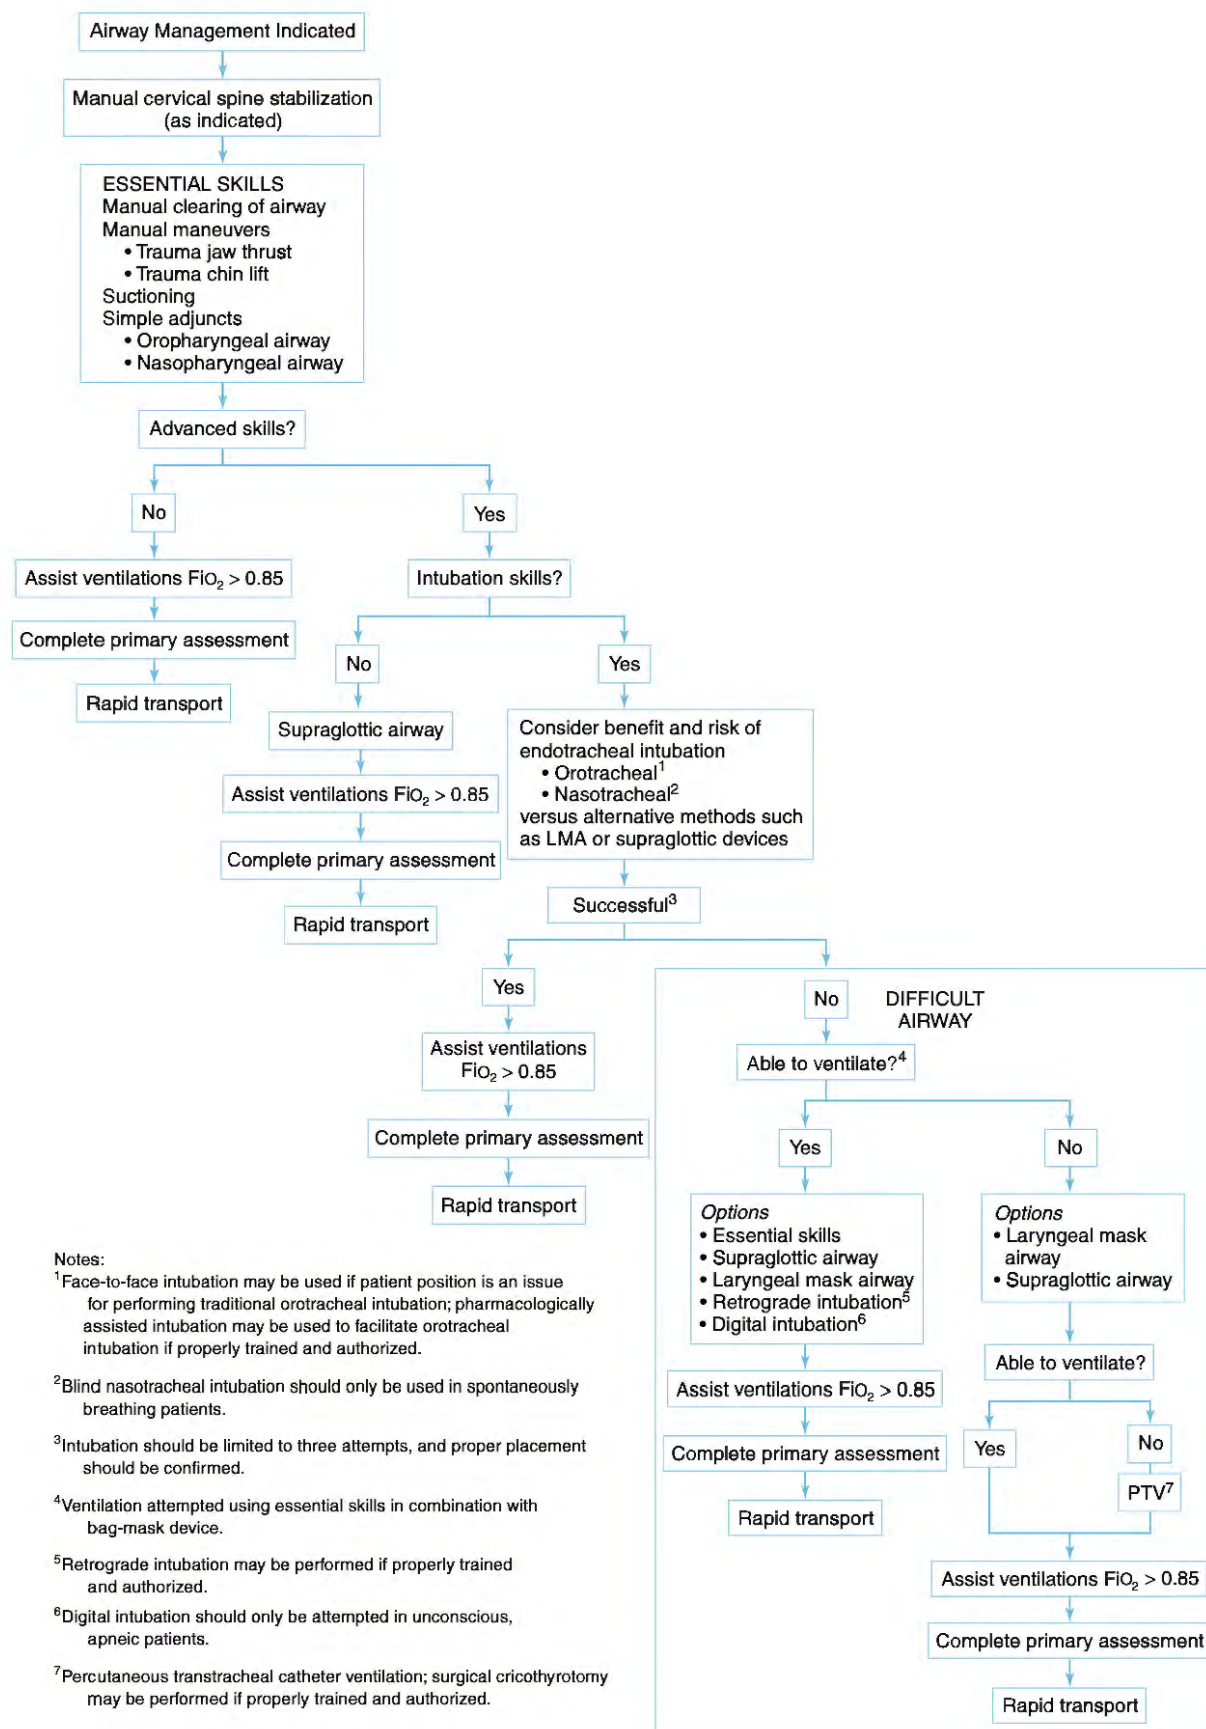 Airway Management Indicated
Manual cervical spine stabilization
(as indicated)
ESSENTIAL SKILLS
Manual clearing of airway
Manual maneuvers
• Trauma jaw thrust
• Trauma chin lift
Suctioning
Simple adjuncts
• Oropharyngeal airway
• Nasopharyngeal airway
Advanced skills?
No
Yes
Assist ventilations FiO₂ > 0.85
Complete primary assessment
Rapid transport
Intubation skills?
No
Yes
Supraglottic airway
Assist ventilations FiO₂ > 0.85
Complete primary assessment
Rapid transport
Consider benefit and risk of
endotracheal intubation
• Orotracheal¹
• Nasotracheal²
versus alternative methods such
as LMA or supraglottic devices
Successful³
Yes
Assist ventilations
FiO₂ > 0.85
Complete primary assessment
Rapid transport
No
DIFFICULT
AIRWAY
Able to ventilate?⁴
Yes
No
Options
• Essential skills
• Supraglottic airway
• Laryngeal mask airway
• Retrograde intubation⁵
• Digital intubation⁶
Assist ventilations FiO₂ > 0.85
Complete primary assessment
Rapid transport
Options
• Laryngeal mask
airway
• Supraglottic airway
Able to ventilate?
Yes
No
PTV⁷
Assist ventilations FiO₂ > 0.85
Complete primary assessment
Rapid transport
Notes:
¹Face-to-face intubation may be used if patient position is an issue
for performing traditional orotracheal intubation; pharmacologically
assisted intubation may be used to facilitate orotracheal
intubation if properly trained and authorized.
²Blind nasotracheal intubation should only be used in spontaneously
breathing patients.
³Intubation should be limited to three attempts, and proper placement
should be confirmed.
⁴Ventilation attempted using essential skills in combination with
bag-mask device.
⁵Retrograde intubation may be performed if properly trained
and authorized.
⁶Digital intubation should only be attempted in unconscious,
apneic patients.
⁷Percutaneous transtracheal catheter ventilation; surgical cricothyrotomy
may be performed if properly trained and authorized.